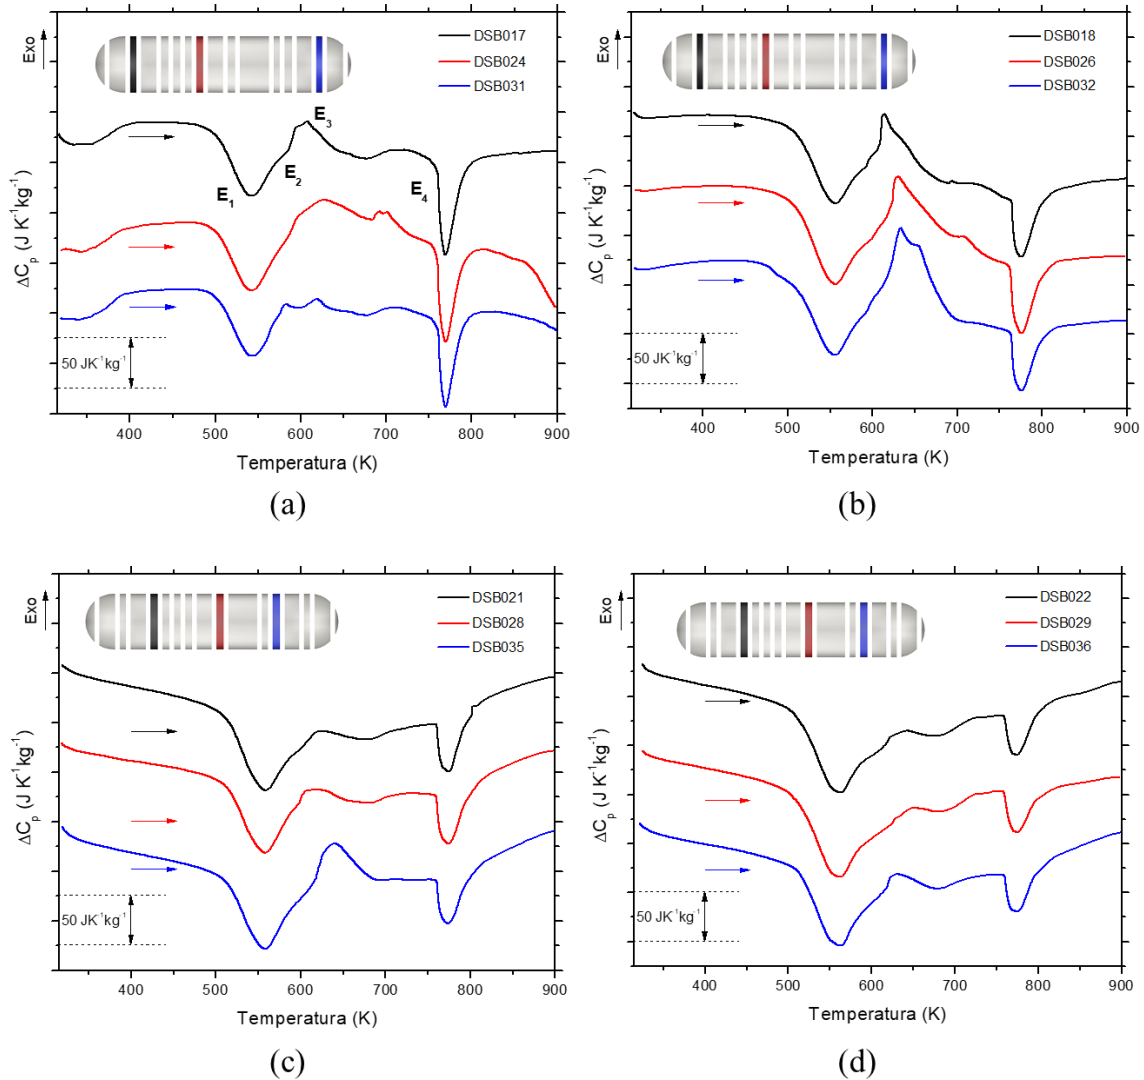 Exo
DSB017
DSB024
DSB031
E₃
E₂
E₁
E₄
ΔCₚ (J K⁻¹kg⁻¹)
50 JK⁻¹kg⁻¹
400 500 600 700 800 900
Temperatura (K)
(a)
Exo
DSB018
DSB026
DSB032
ΔCₚ (J K⁻¹kg⁻¹)
50 JK⁻¹kg⁻¹
400 500 600 700 800 900
Temperatura (K)
(b)
Exo
DSB021
DSB028
DSB035
ΔCₚ (J K⁻¹kg⁻¹)
50 JK⁻¹kg⁻¹
400 500 600 700 800 900
Temperatura (K)
(c)
Exo
DSB022
DSB029
DSB036
ΔCₚ (J K⁻¹kg⁻¹)
50 JK⁻¹kg⁻¹
400 500 600 700 800 900
Temperatura (K)
(d)